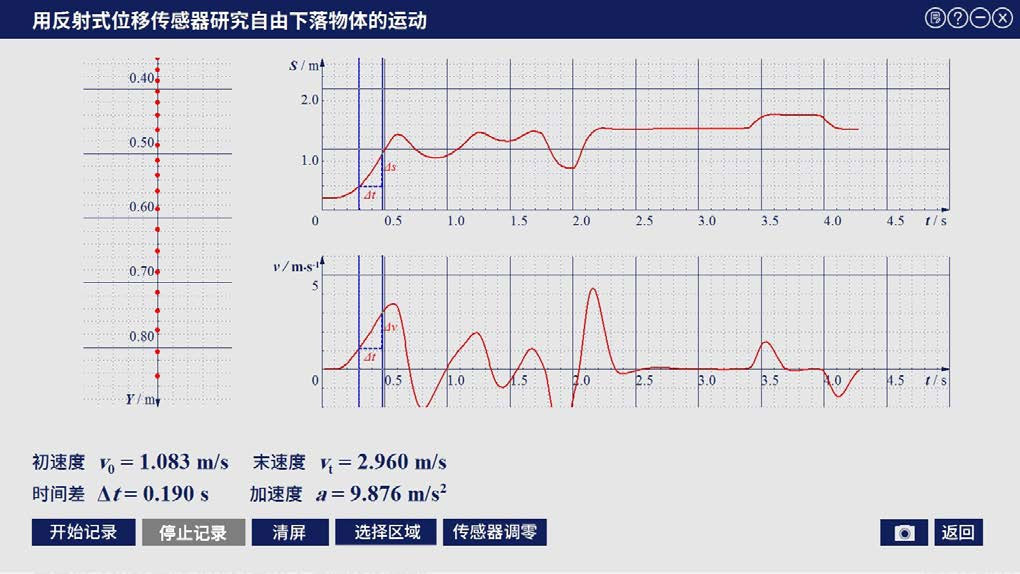 用反射式位移传感器研究自由下落物体的运动
0.40
0.50
0.60
0.70
0.80
Y / m
S / m
2.0
1.0
Δs
Δt
0 0.5 1.0 1.5 2.0 2.5 3.0 3.5 4.0 4.5 t / s
v / m·s⁻¹
5
Δv
Δt
0 0.5 1.0 1.5 2.0 2.5 3.0 3.5 4.0 4.5 t / s
初速度 v₀ = 1.083 m/s 末速度 vₜ = 2.960 m/s
时间差 Δt = 0.190 s 加速度 a = 9.876 m/s²
开始记录 停止记录 清屏 选择区域 传感器调零 返回